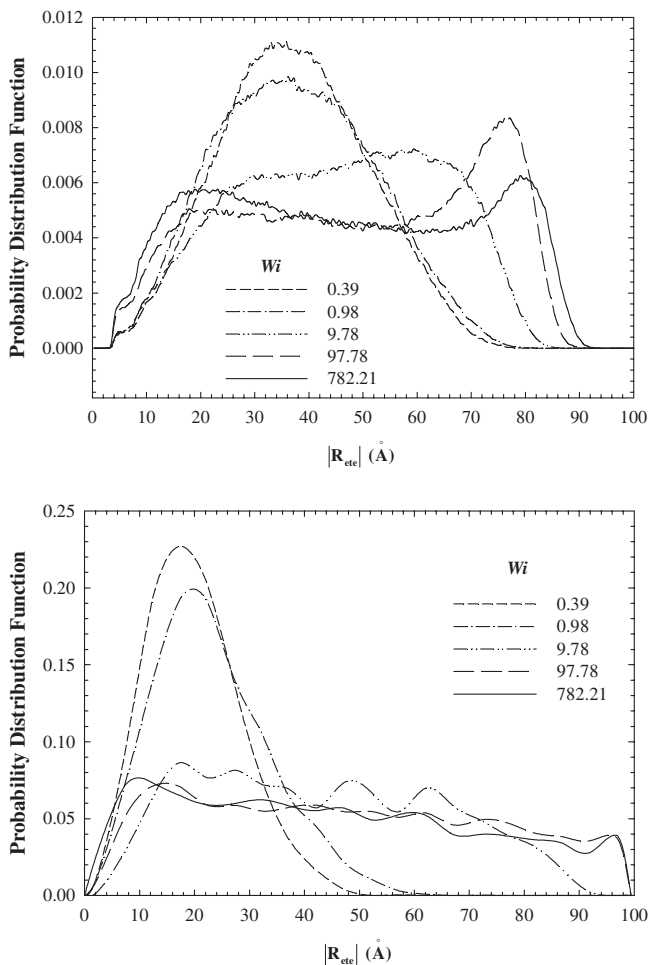 Probability Distribution Function
0.012
0.010
0.008
0.006
0.004
0.002
0.000
Wi
0.39
0.98
9.78
97.78
782.21
0 10 20 30 40 50 60 70 80 90 100
|R_ete| (Å)
Probability Distribution Function
0.25
0.20
0.15
0.10
0.05
0.00
Wi
0.39
0.98
9.78
97.78
782.21
0 10 20 30 40 50 60 70 80 90 100
|R_ete| (Å)